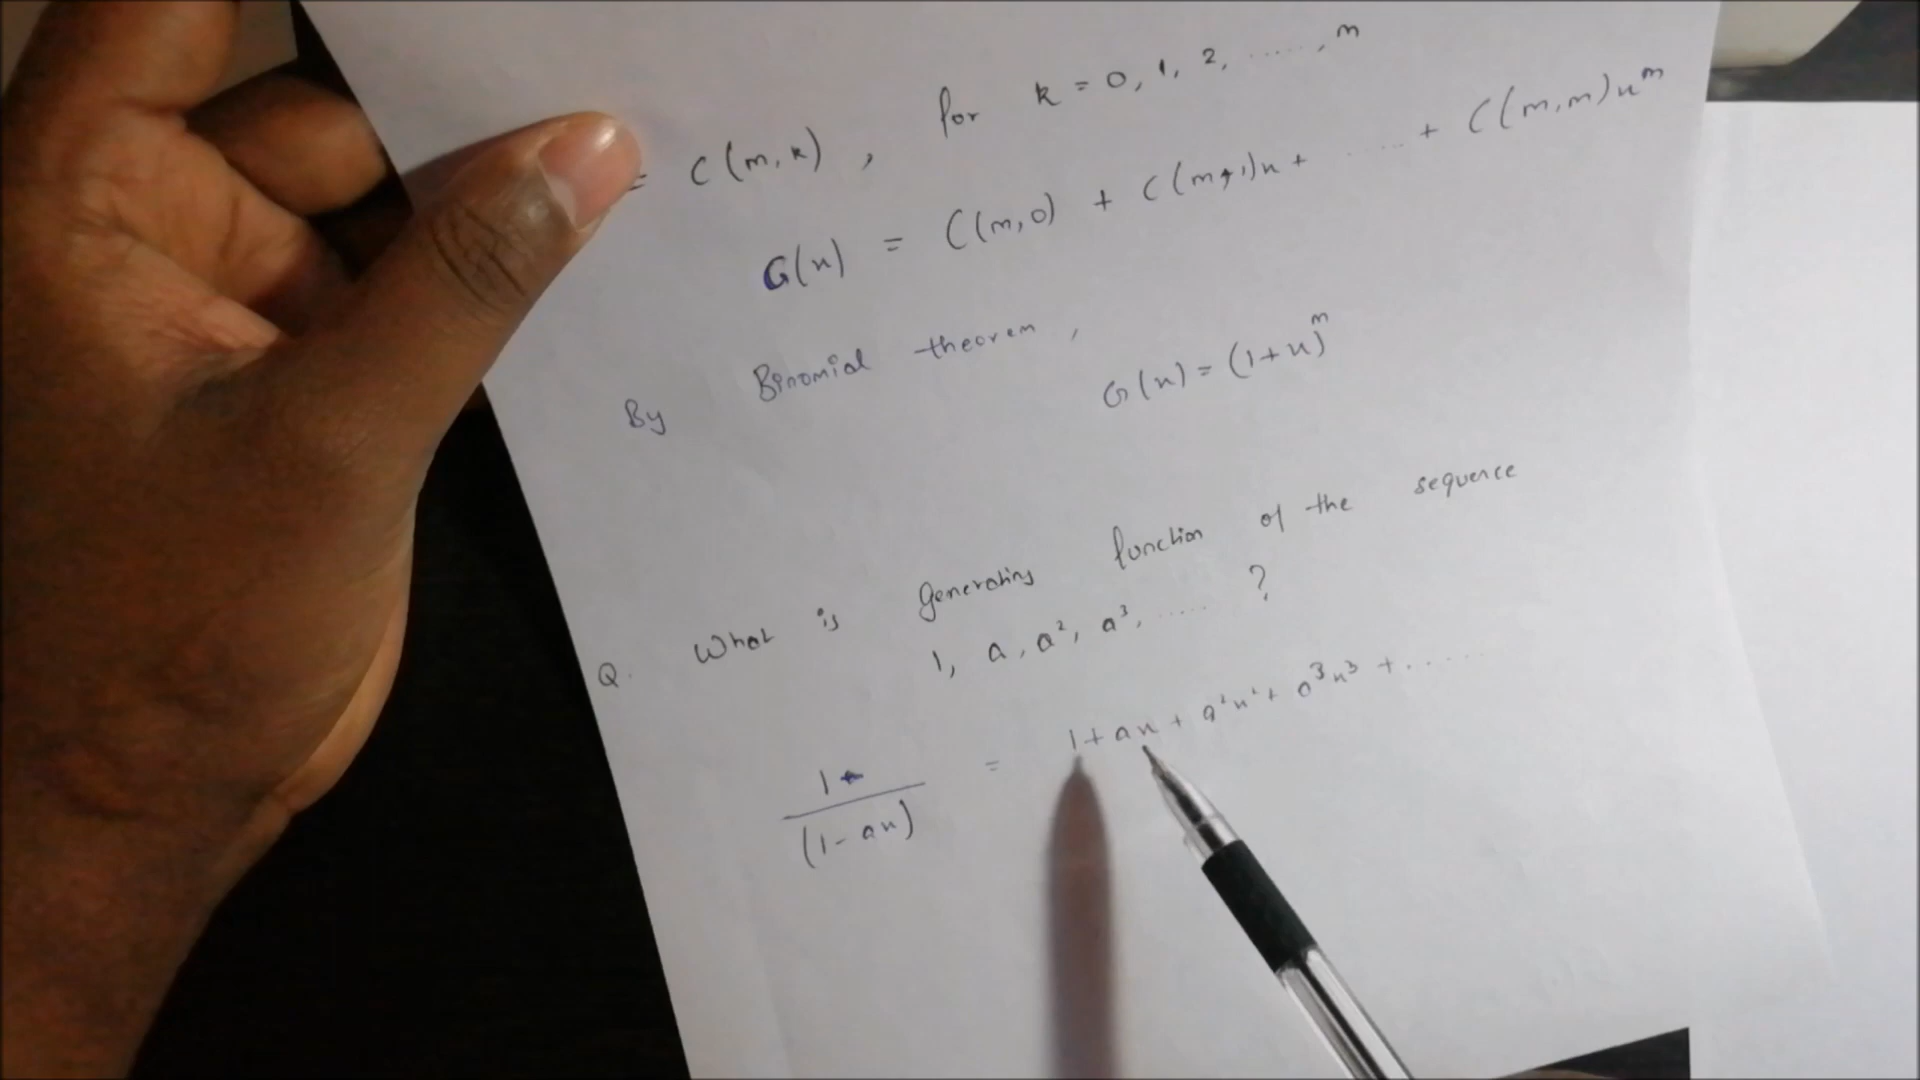 = C(m,k), for k = 0, 1, 2, ......, m
G(x) = C(m,0) + C(m,1)x + ...... + C(m,m)x^m
By Binomial theorem, G(x) = (1+x)^m
Q. What is Generating function of the sequence
1, a, a², a³, ...... ?
1/(1-ax) = 1 + ax + a²x² + a³x³ + ......